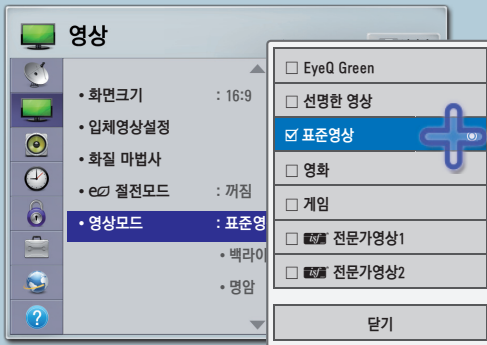 영상
• 화면크기 : 16:9
• 입체영상설정
• 화질 마법사
• e 절전모드 : 꺼짐
• 영상모드 : 표준영
• 백라이
• 명암
EyeQ Green
선명한 영상
표준영상
영화
게임
isf 전문가영상1
isf 전문가영상2
닫기
?